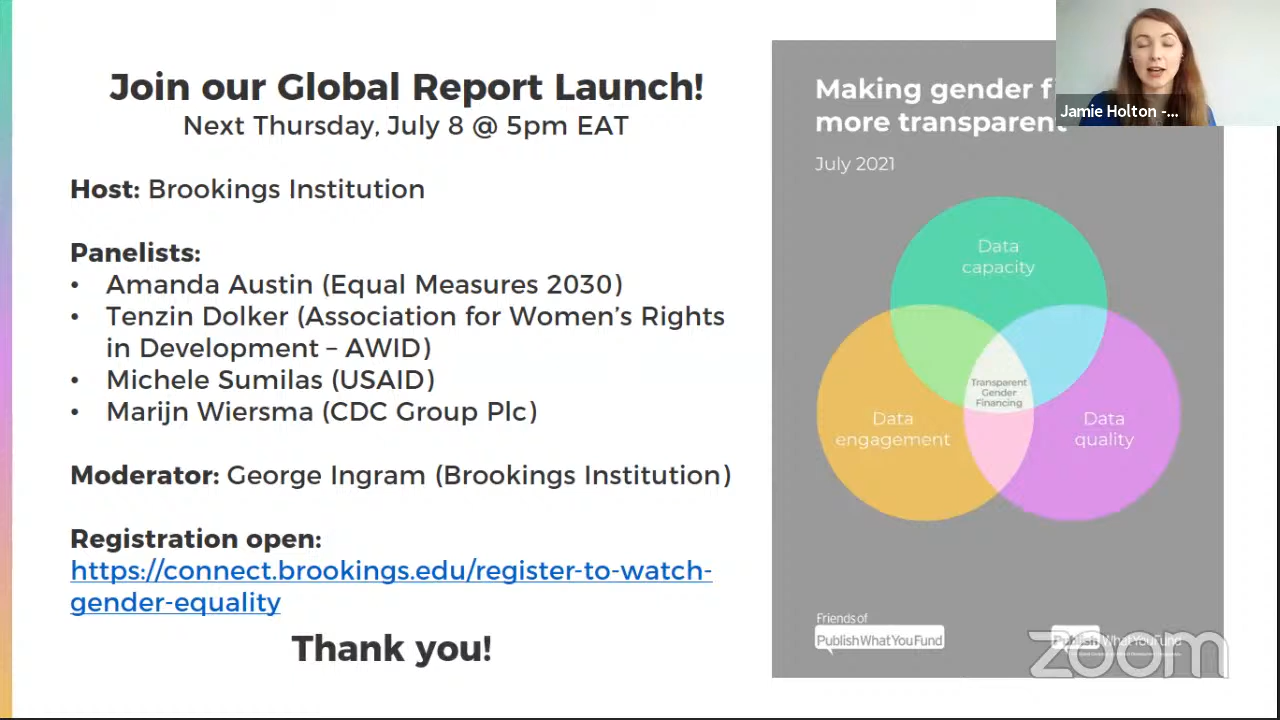 Join our Global Report Launch!
Next Thursday, July 8 @ 5pm EAT
Host: Brookings Institution
Panelists:
• Amanda Austin (Equal Measures 2030)
• Tenzin Dolker (Association for Women’s Rights
in Development – AWID)
• Michele Sumilas (USAID)
• Marijn Wiersma (CDC Group Plc)
Moderator: George Ingram (Brookings Institution)
Registration open:
https://connect.brookings.edu/register-to-watch-
gender-equality
Thank you!
Making gender fi
more transparent
July 2021
Data
capacity
Transparent
Gender
Financing
Data
engagement
Data
quality
Friends of
PublishWhatYouFund
PublishWhatYouFund
zoom
Jamie Holton -...